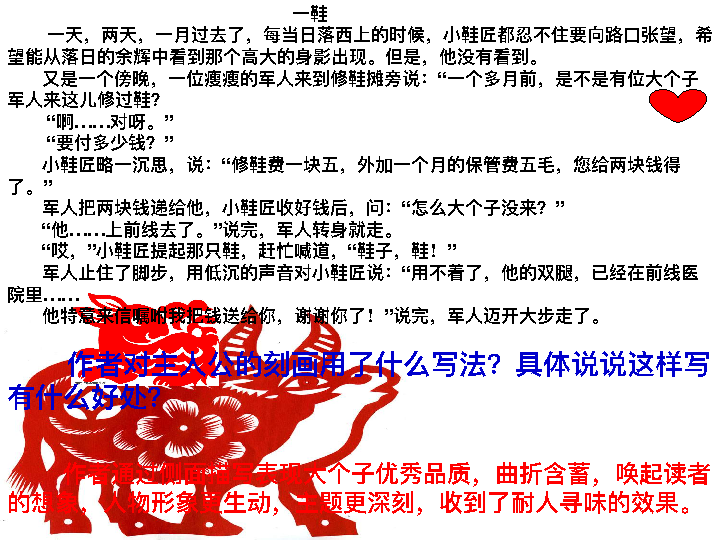 一鞋
一天，两天，一月过去了，每当日落西上的时候，小鞋匠都忍不住要向路口张望，希
望能从落日的余辉中看到那个高大的身影出现。但是，他没有看到。
又是一个傍晚，一位瘦瘦的军人来到修鞋摊旁说：“一个多月前，是不是有位大个子
军人来这儿修过鞋？
“啊……对呀。”
“要付多少钱？”
小鞋匠略一沉思，说：“修鞋费一块五，外加一个月的保管费五毛，您给两块钱得
了。”
军人把两块钱递给他，小鞋匠收好钱后，问：“怎么大个子没来？”
“他……上前线去了。”说完，军人转身就走。
“哎，”小鞋匠提起那只鞋，赶忙喊道，“鞋子，鞋！”
军人止住了脚步，用低沉的声音对小鞋匠说：“用不着了，他的双腿，已经在前线医
院里……
他特意来信嘱咐我把钱送给你，谢谢你了！”说完，军人迈开大步走了。
作者对主人公的刻画用了什么写法？具体说说这样写
有什么好处？
作者通过侧面描写表现大个子优秀品质，曲折含蓄，唤起读者
的想象，人物形象更生动，主题更深刻，收到了耐人寻味的效果。